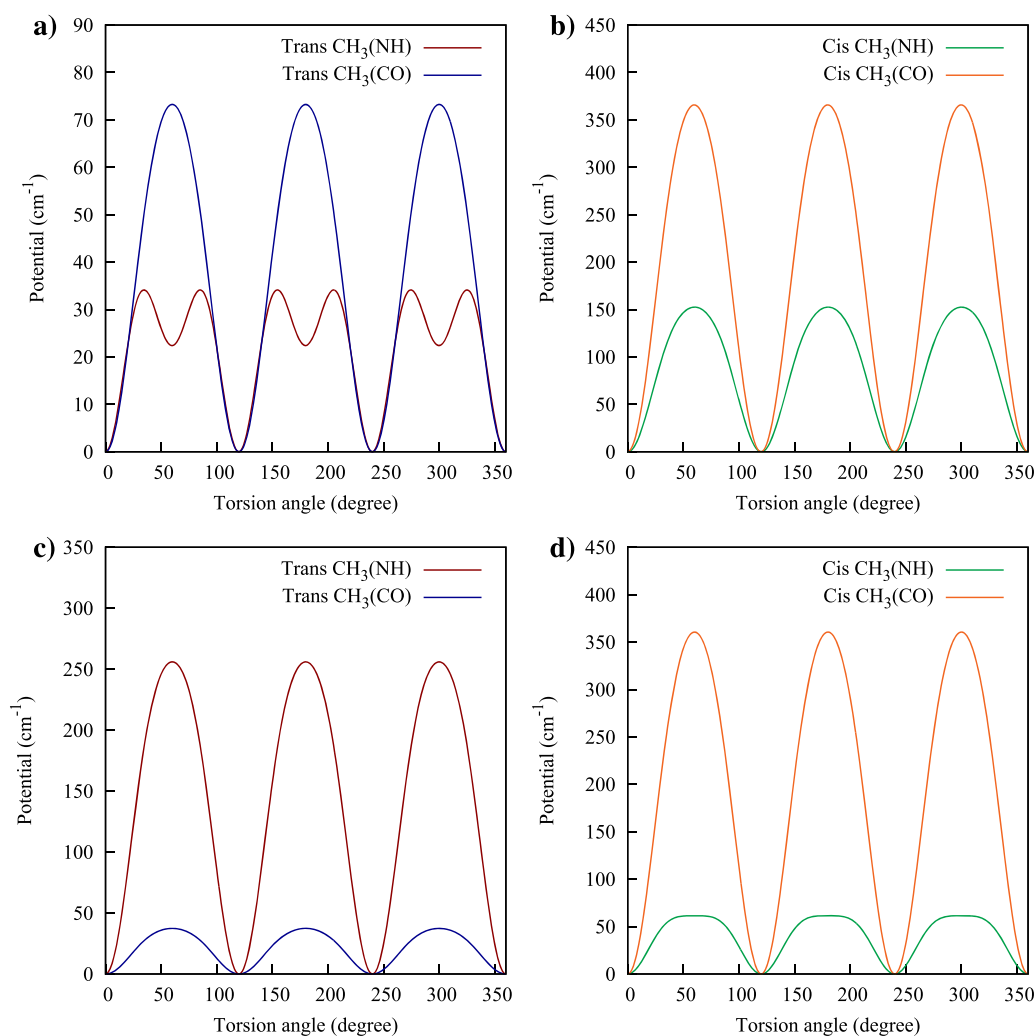 a)
Trans CH3(NH)
Trans CH3(CO)
Potential (cm-1)
90
80
70
60
50
40
30
20
10
0
0 50 100 150 200 250 300 350
Torsion angle (degree)
b)
Cis CH3(NH)
Cis CH3(CO)
Potential (cm-1)
450
400
350
300
250
200
150
100
50
0
0 50 100 150 200 250 300 350
Torsion angle (degree)
c)
Trans CH3(NH)
Trans CH3(CO)
Potential (cm-1)
350
300
250
200
150
100
50
0
0 50 100 150 200 250 300 350
Torsion angle (degree)
d)
Cis CH3(NH)
Cis CH3(CO)
Potential (cm-1)
450
400
350
300
250
200
150
100
50
0
0 50 100 150 200 250 300 350
Torsion angle (degree)